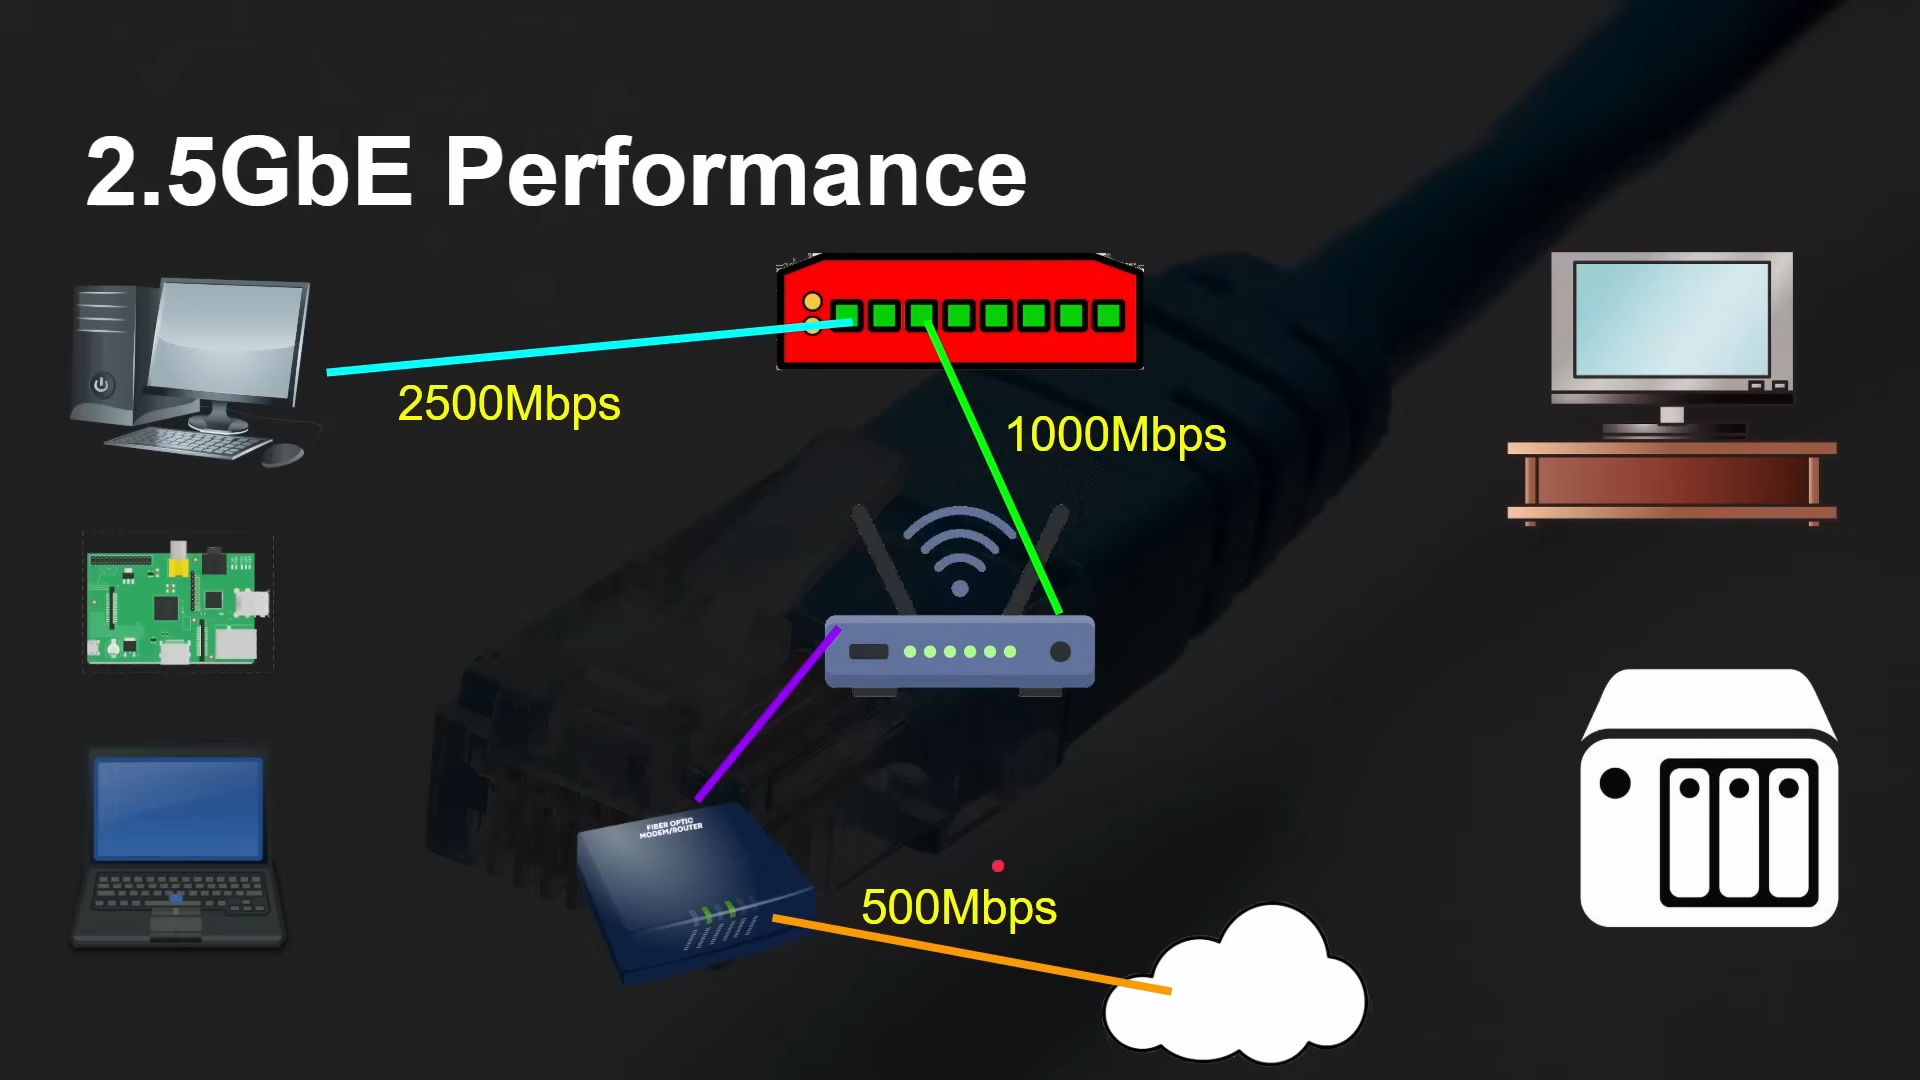 2.5GbE Performance
2500Mbps
1000Mbps
FIBER OPTIC
MODEM/ROUTER
500Mbps